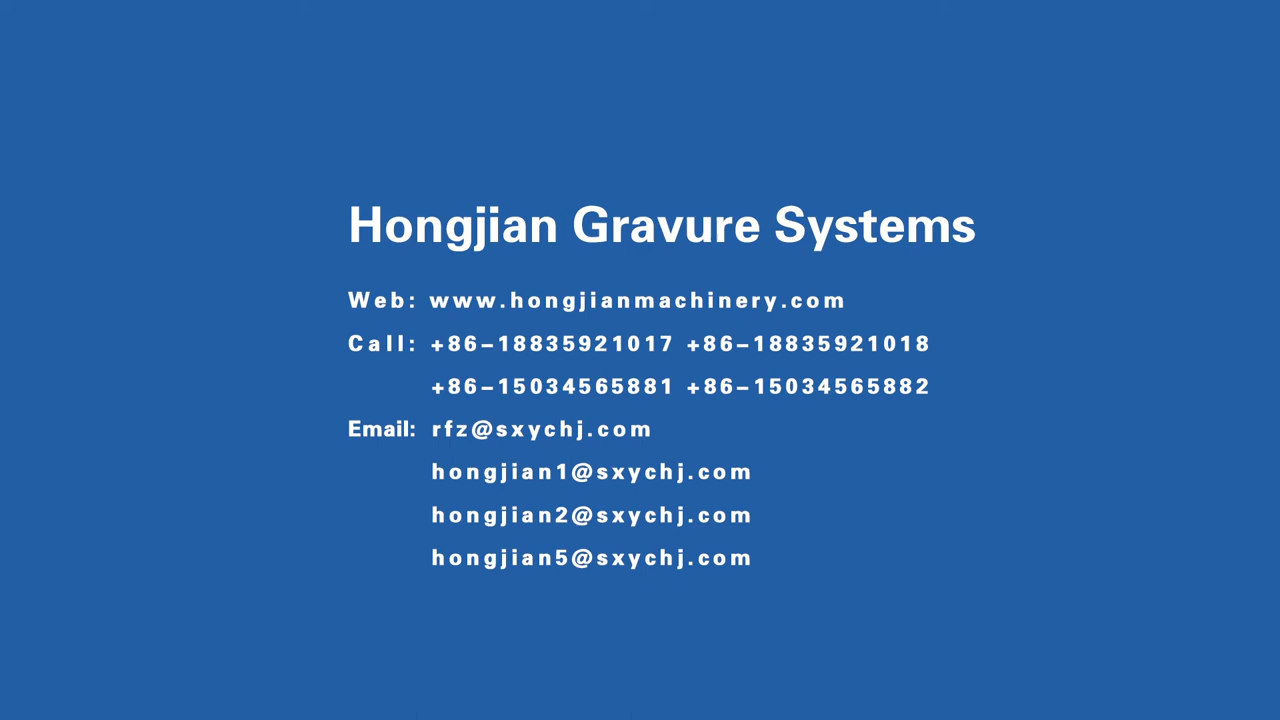 Hongjian Gravure Systems
Web: www.hongjianmachinery.com
Call: +86-18835921017 +86-18835921018
+86-15034565881 +86-15034565882
Email: rfz@sxychj.com
hongjian1@sxychj.com
hongjian2@sxychj.com
hongjian5@sxychj.com